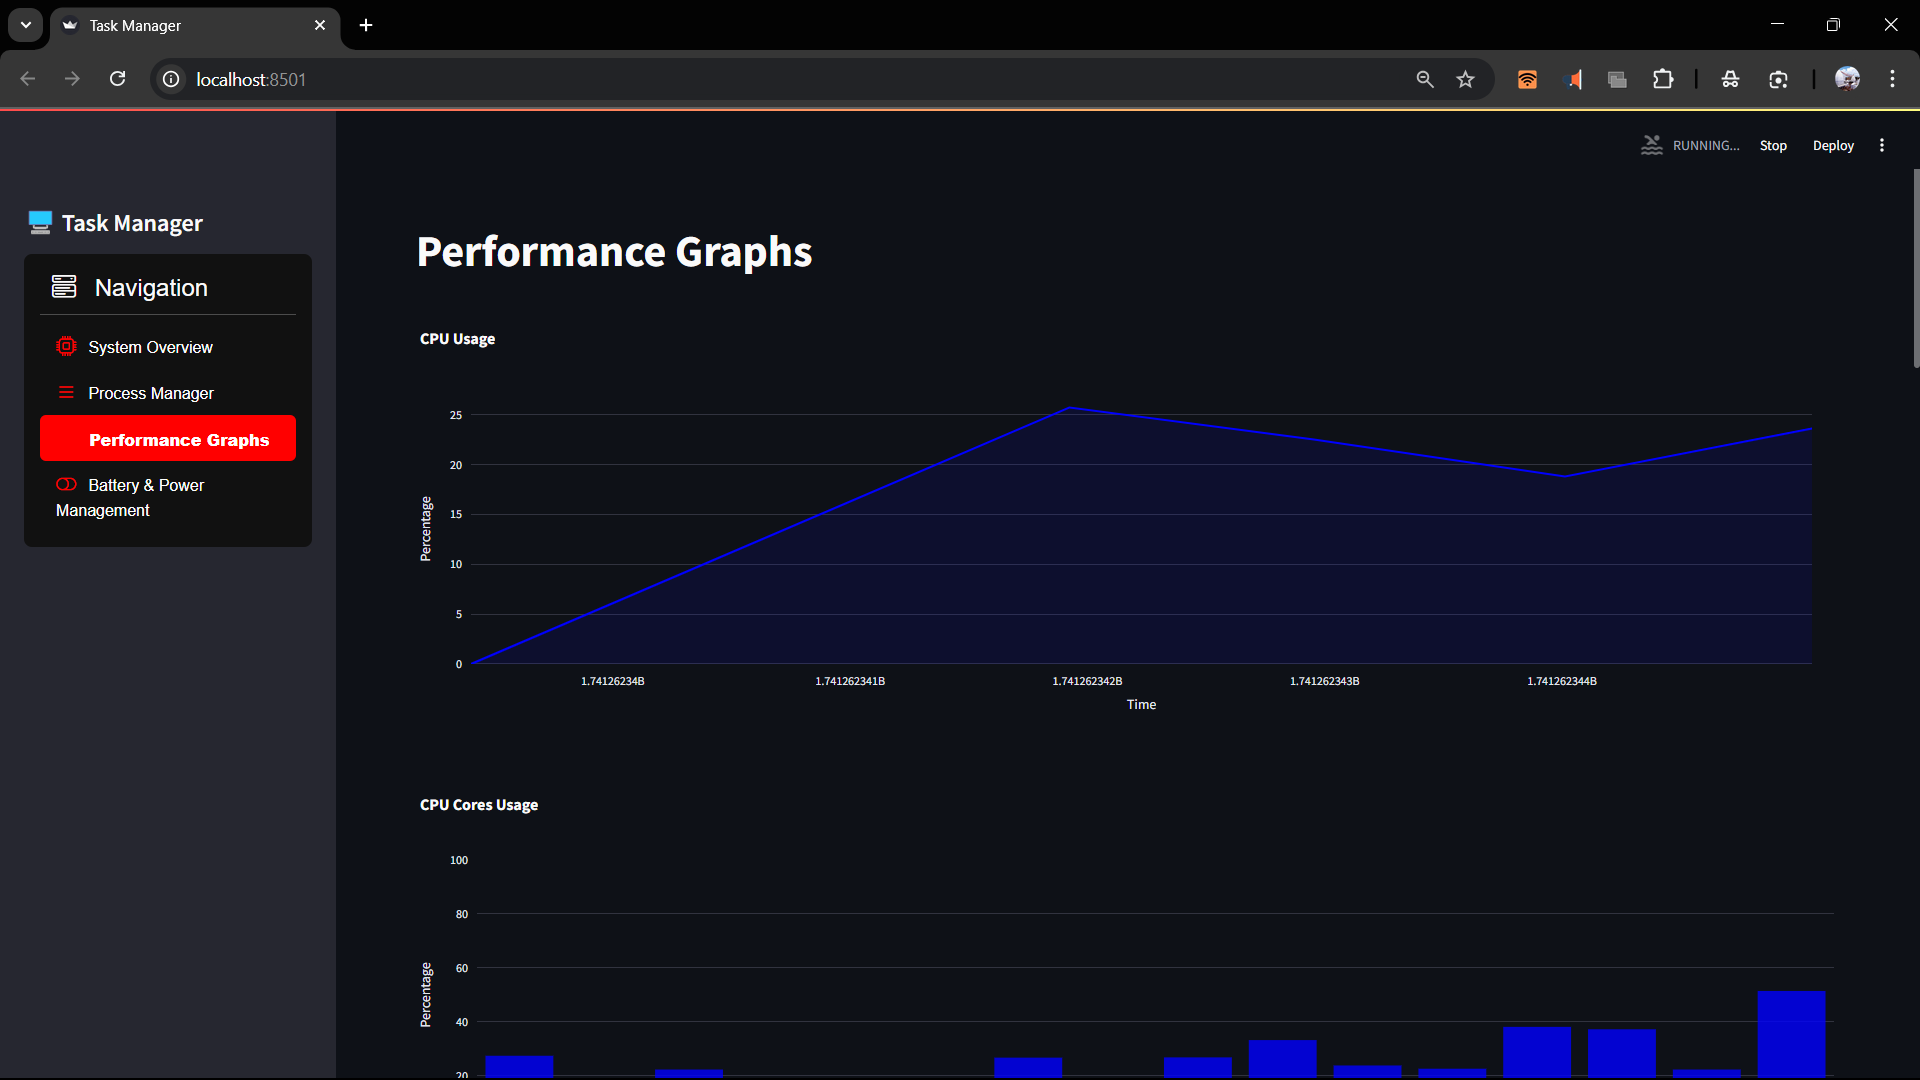 Task Manager
localhost:8501
RUNNING...
Stop
Deploy
Task Manager
Navigation
System Overview
Process Manager
Performance Graphs
Battery & Power
Management
Performance Graphs
CPU Usage
25
20
15
10
5
0
Percentage
1.74126234B
1.741262341B
1.741262342B
1.741262343B
1.741262344B
Time
CPU Cores Usage
100
80
60
40
20
Percentage